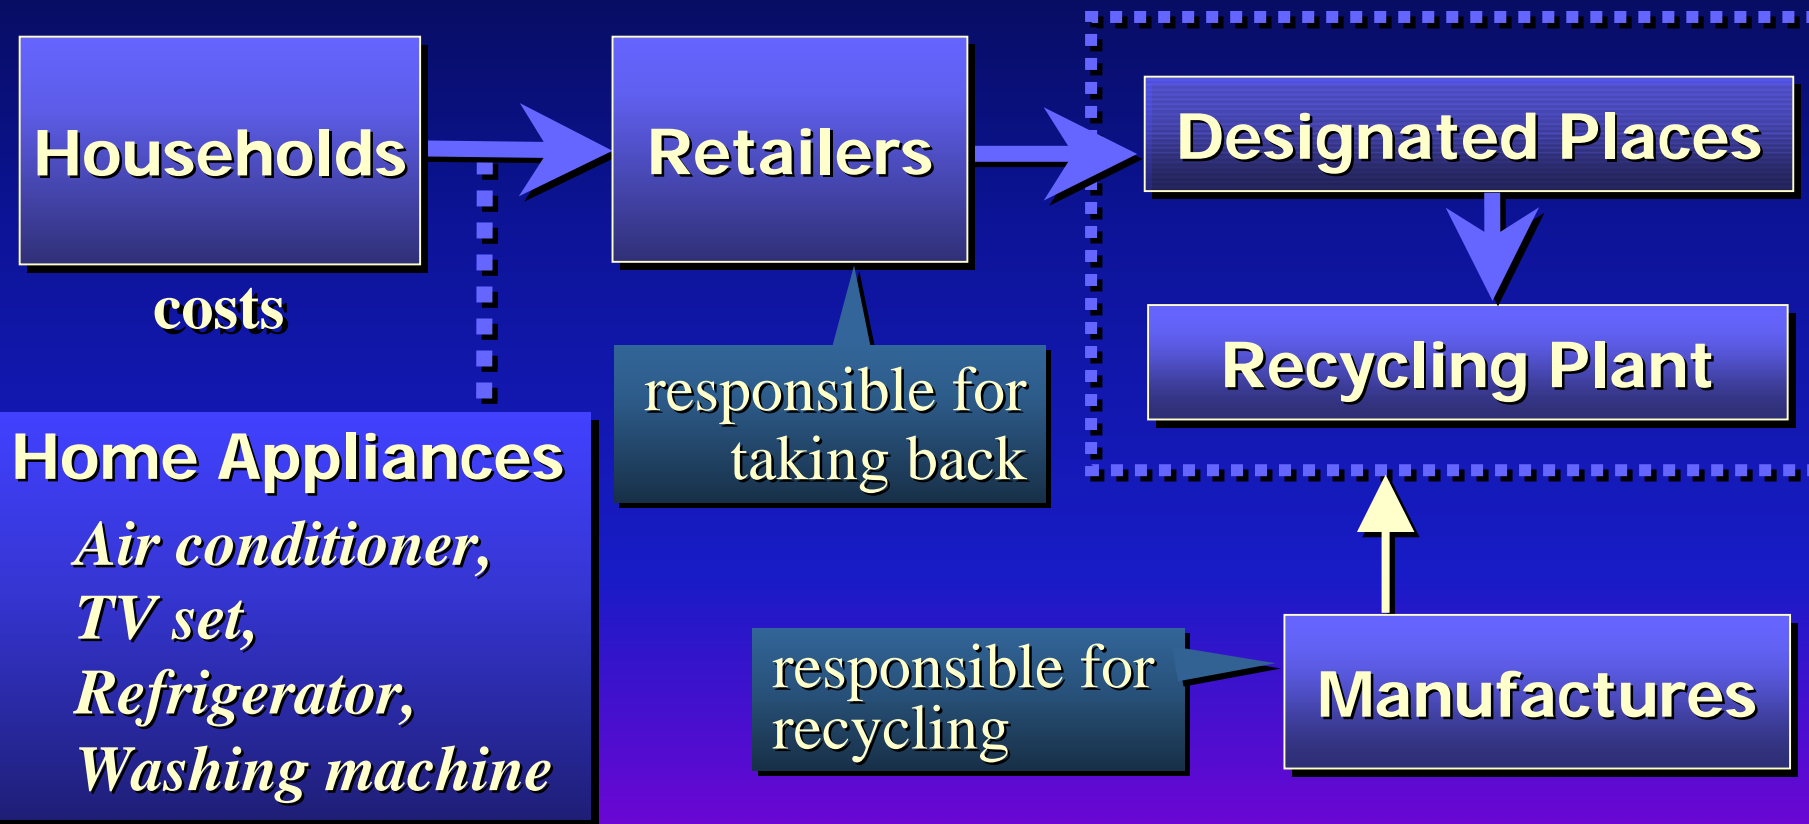 Households
Retailers
Designated Places
costs
Recycling Plant
responsible for
taking back
Home Appliances
Air conditioner,
TV set,
Refrigerator,
Washing machine
responsible for
recycling
Manufactures